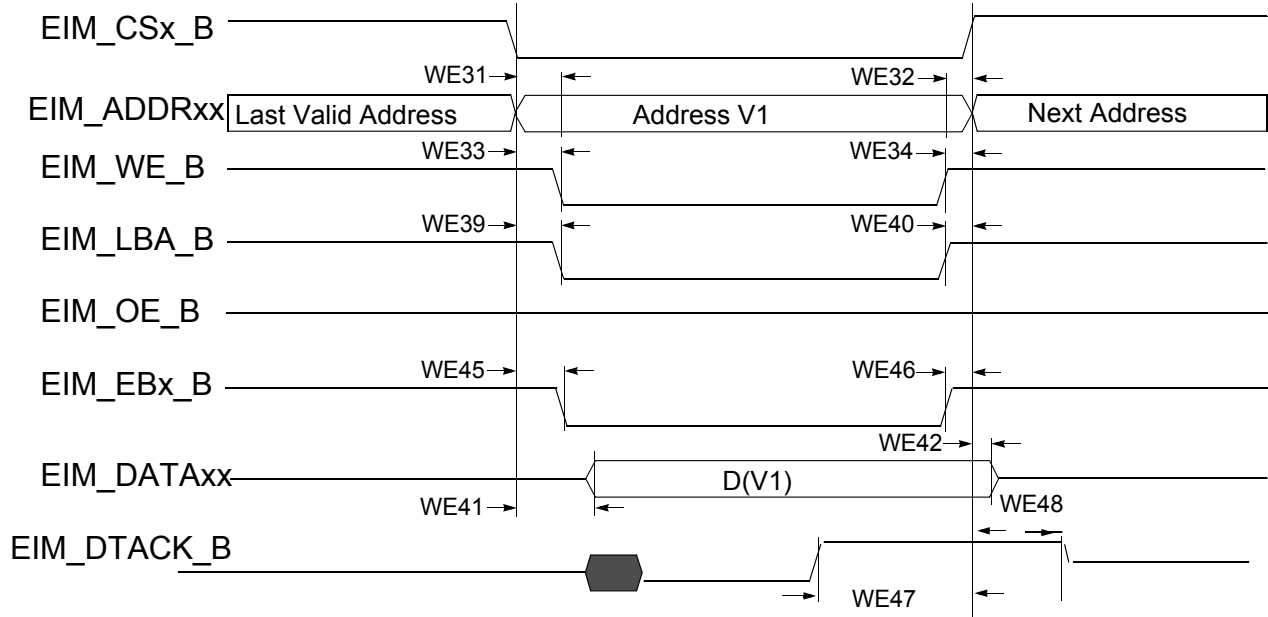 EIM_CSx_B
WE31 WE32
EIM_ADDRxx Last Valid Address Address V1 Next Address
WE33 WE34
EIM_WE_B
WE39 WE40
EIM_LBA_B
EIM_OE_B
WE45 WE46
EIM_EBx_B
WE42
EIM_DATAxx D(V1)
WE41 WE48
EIM_DTACK_B
WE47